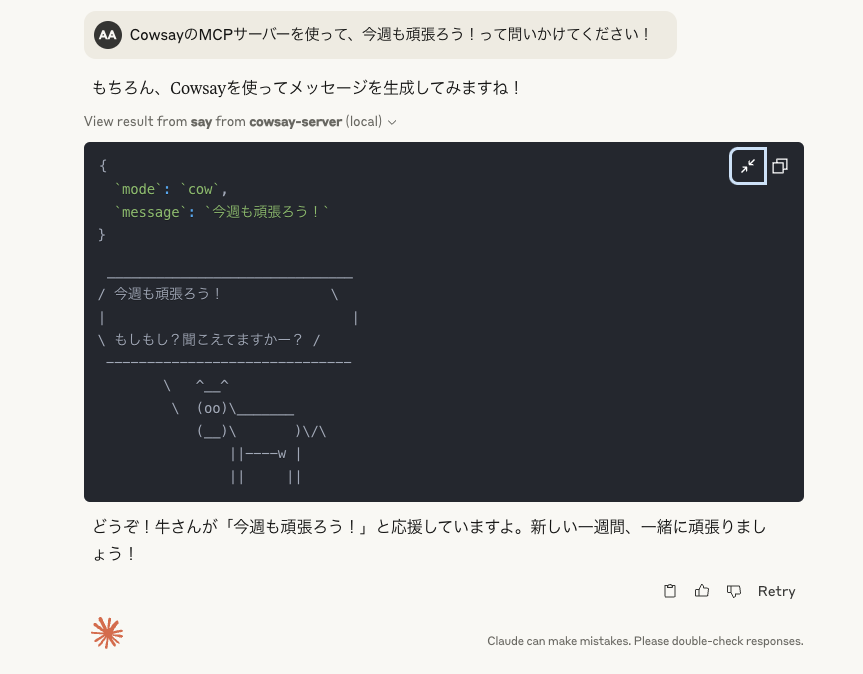 AA CowsayのMCPサーバーを使って、今週も頑張ろう！って問いかけてください！
もちろん、Cowsayを使ってメッセージを生成してみますね！
View result from say from cowsay-server (local)
{
  `mode`: `cow`,
  `message`: `今週も頑張ろう！`
}
 ______________________________
/ 今週も頑張ろう！              \
|                              |
\ もしもし？聞こえてますかー？ /
 ------------------------------
        \   ^__^
         \  (oo)\_______
            (__)\       )\/\
                ||----w |
                ||     ||
どうぞ！牛さんが「今週も頑張ろう！」と応援していますよ。新しい一週間、一緒に頑張りまし
ょう！
Retry
Claude can make mistakes. Please double-check responses.